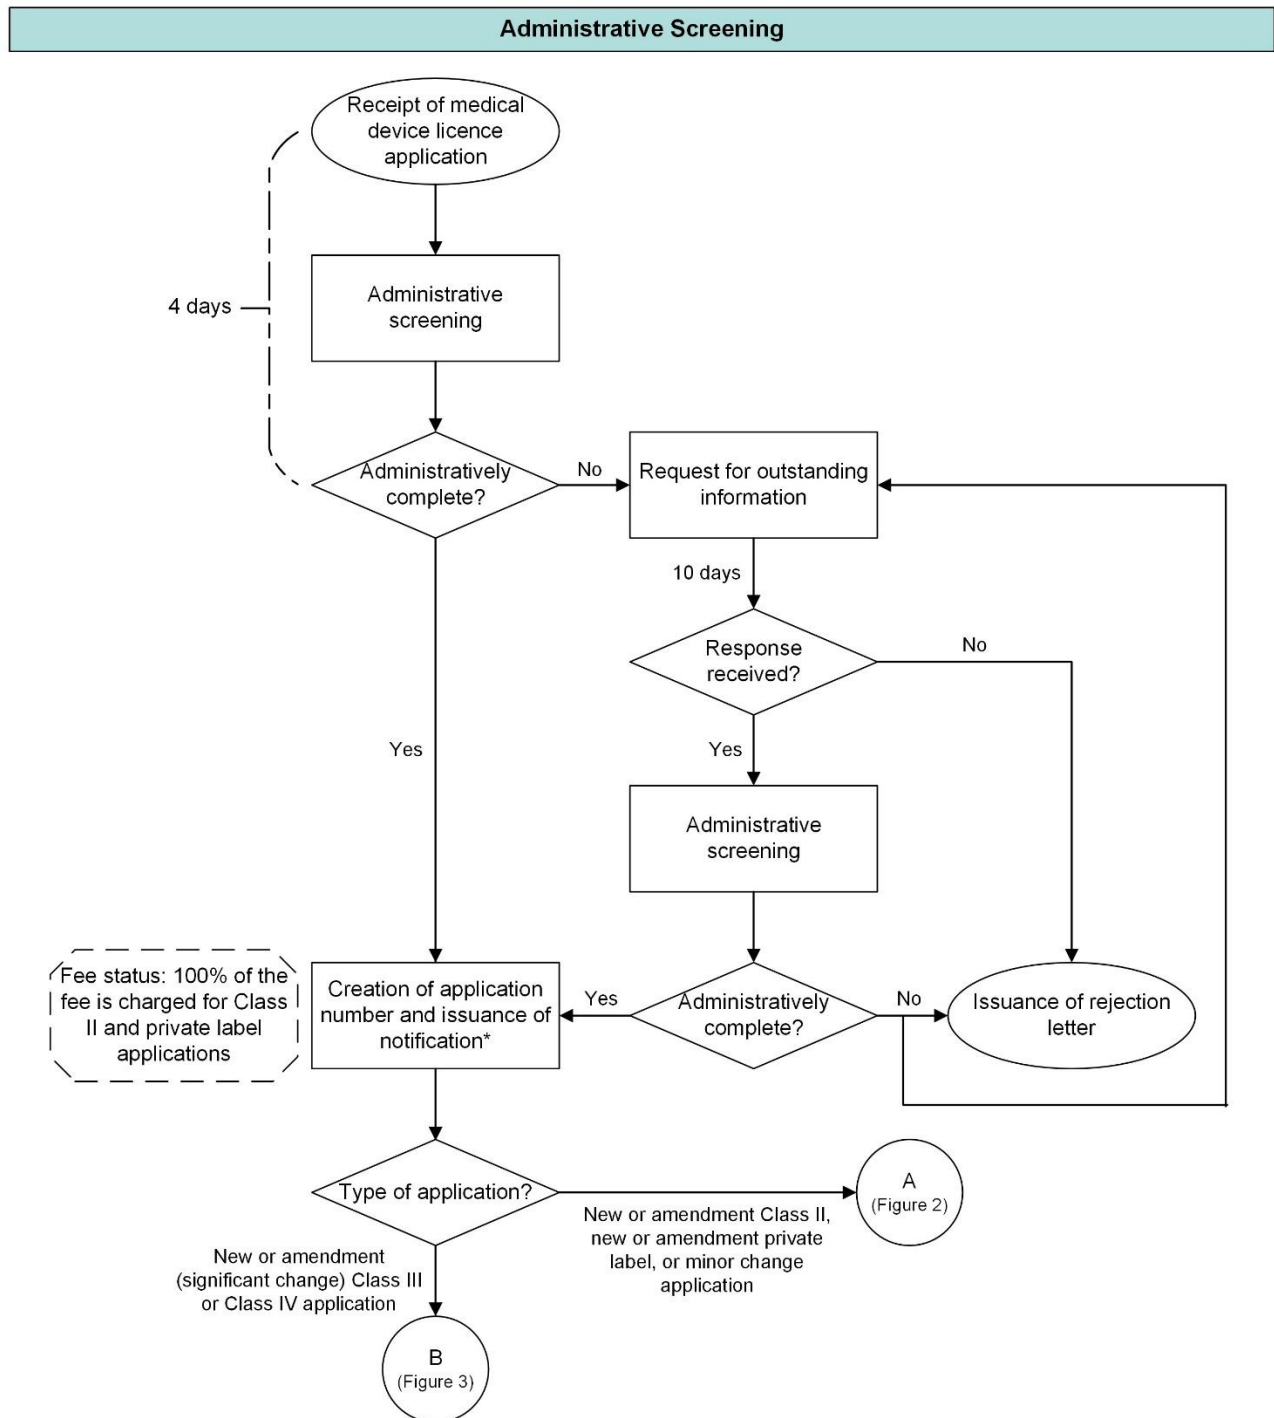 Administrative Screening
Receipt of medical
device licence
application
4 days
Administrative
screening
Administratively
complete?
No
Request for outstanding
information
10 days
Response
received?
No
Yes
Yes
Administrative
screening
Fee status: 100% of the
fee is charged for Class
II and private label
applications
Creation of application
number and issuance of
notification*
Yes
Administratively
complete?
No
Issuance of rejection
letter
Type of application?
New or amendment Class II,
new or amendment private
label, or minor change
application
A
(Figure 2)
New or amendment
(significant change) Class III
or Class IV application
B
(Figure 3)